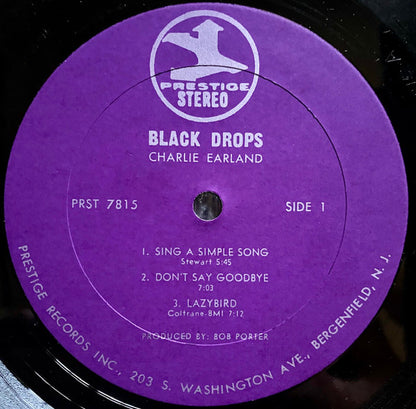 PRESTIGE
STEREO
BLACK DROPS
CHARLIE EARLAND
PRST 7815
SIDE 1
1. SING A SIMPLE SONG
Stewart 5:45
2. DON'T SAY GOODBYE
7:03
3. LAZYBIRD
Coltrane-BMI 7:12
PRODUCED BY: BOB PORTER
PRESTIGE RECORDS INC., 203 S. WASHINGTON AVE., BERGENFIELD, N. J.